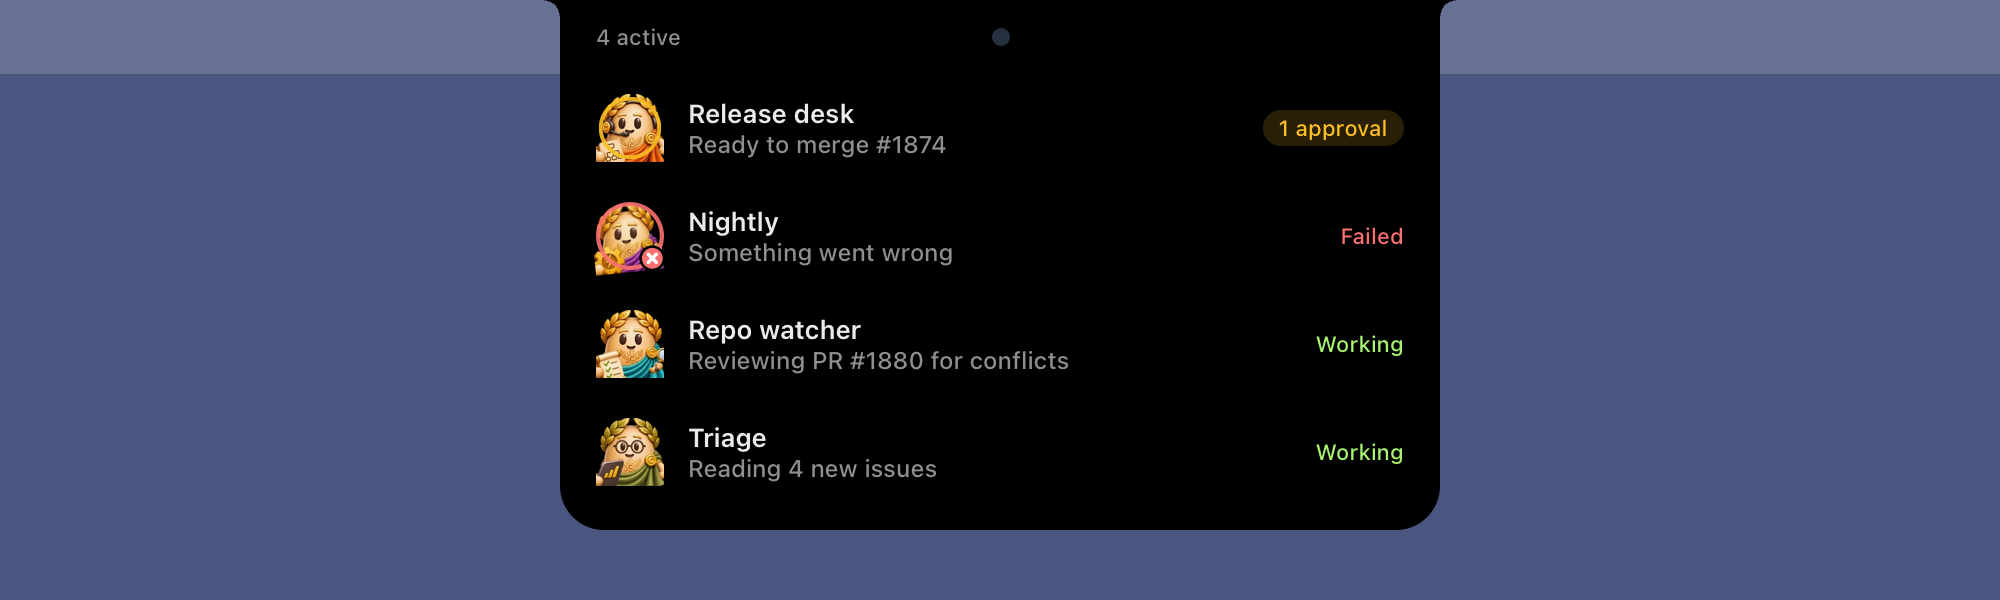 4 active
Release desk
Ready to merge #1874
1 approval
Nightly
Something went wrong
Failed
Repo watcher
Reviewing PR #1880 for conflicts
Working
Triage
Reading 4 new issues
Working